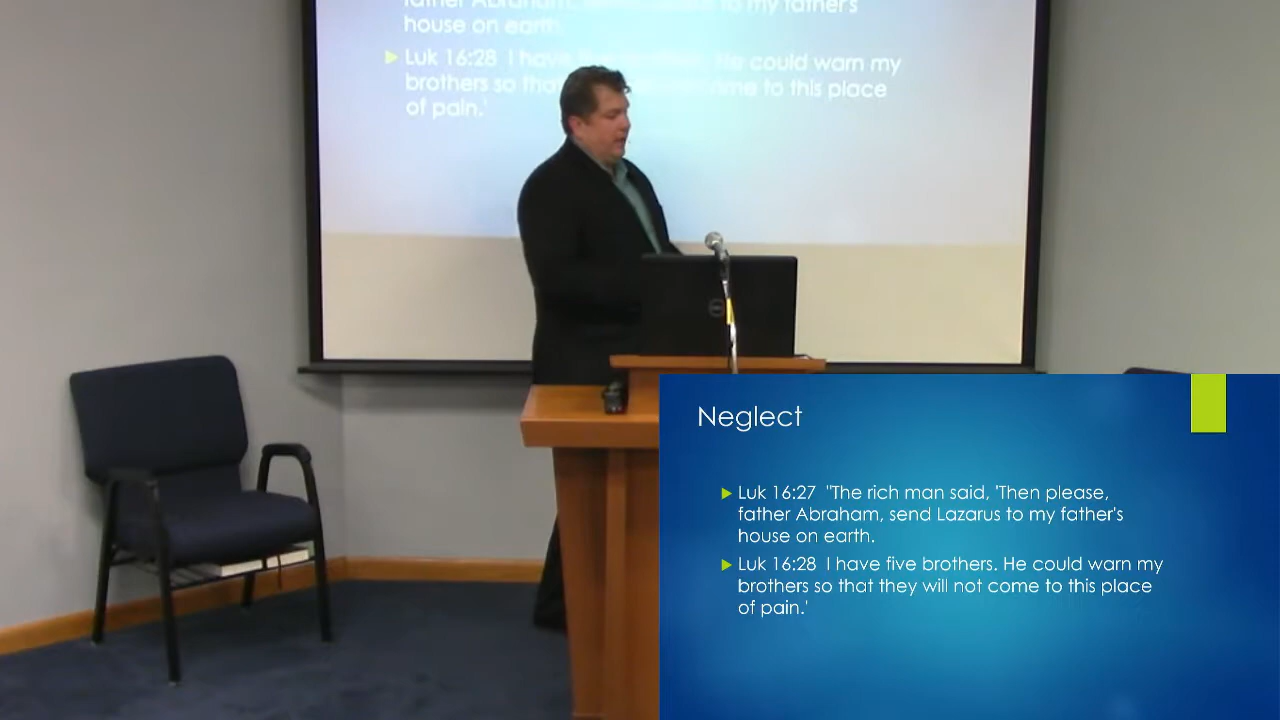 father Abraham, to my father's
house on earth.
Luk 16:28 I have He could warn my
brothers so that come to this place
of pain.'
DELL
Neglect
Luk 16:27 "The rich man said, 'Then please,
father Abraham, send Lazarus to my father's
house on earth.
Luk 16:28 I have five brothers. He could warn my
brothers so that they will not come to this place
of pain.'